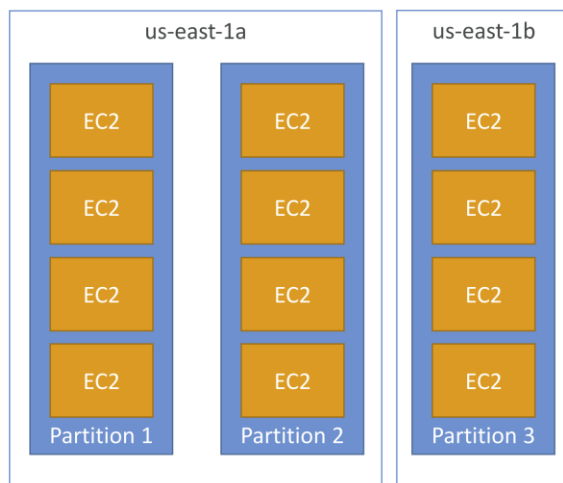 us-east-1a
us-east-1b
EC2
EC2
EC2
EC2
Partition 1
EC2
EC2
EC2
EC2
Partition 2
EC2
EC2
EC2
EC2
Partition 3